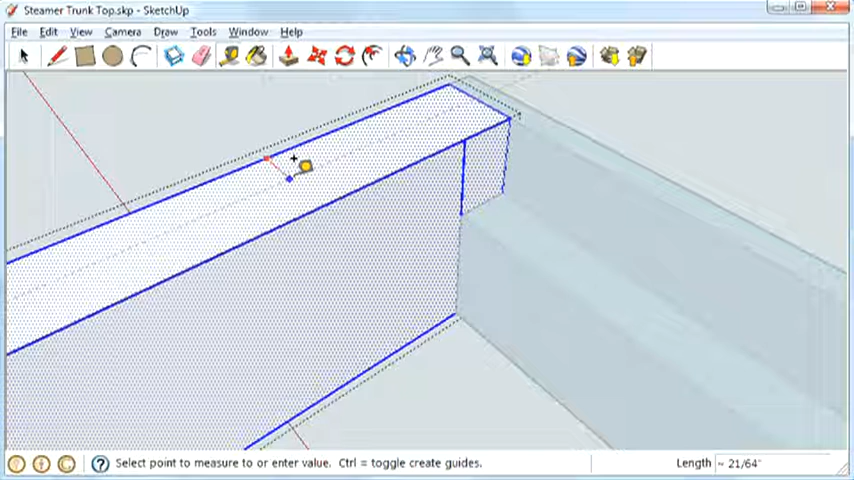 Steamer Trunk Top.skp - SketchUp
File Edit View Camera Draw Tools Window Help
Select point to measure to or enter value. Ctrl = toggle create guides.
Length ~ 21/64"